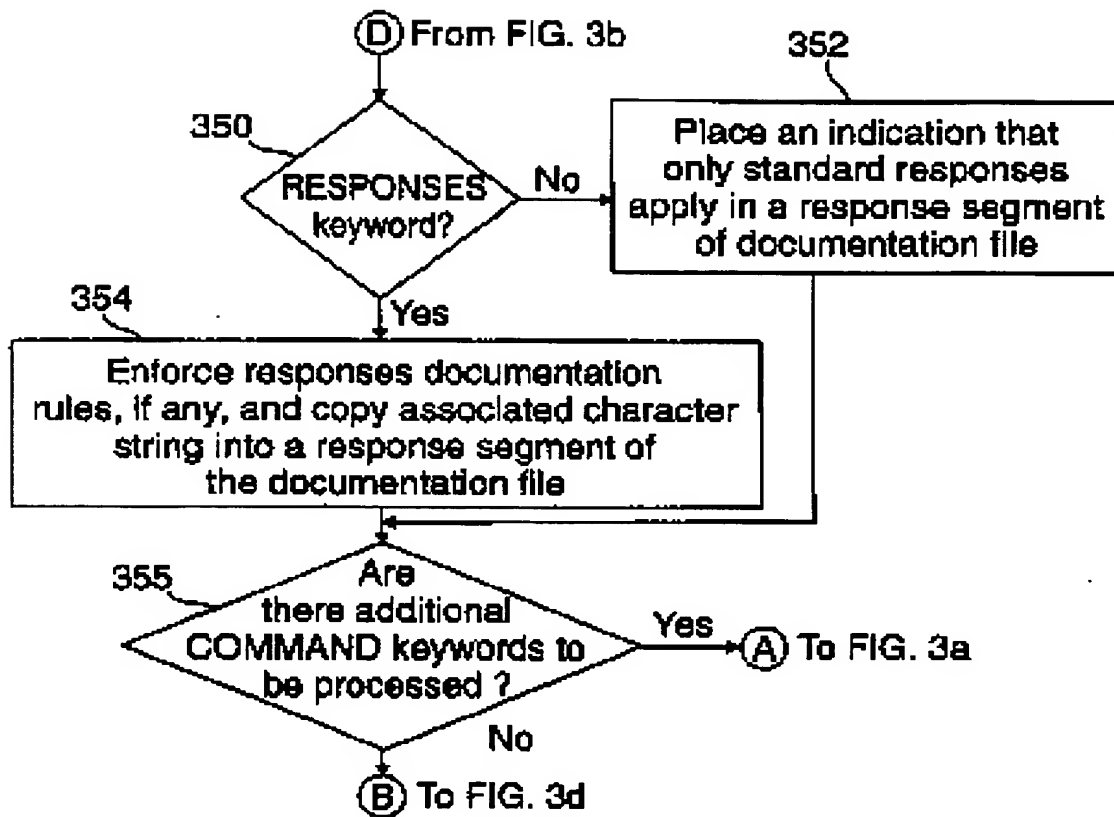 D From FIG. 3b
352
350
RESPONSES
keyword?
No
Place an indication that
only standard responses
apply in a response segment
of documentation file
354
Yes
Enforce responses documentation
rules, if any, and copy associated character
string into a response segment of
the documentation file
355
Are
there additional
COMMAND keywords to
be processed ?
Yes
A To FIG. 3a
No
B To FIG. 3d